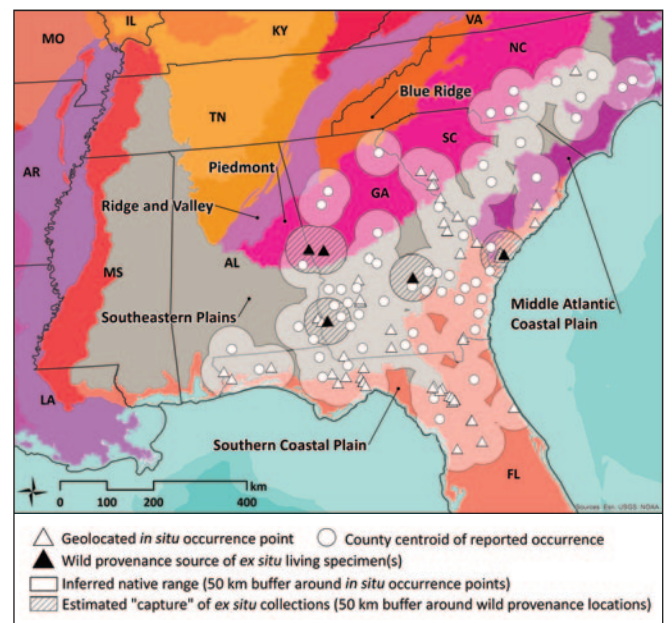 IL
MO
KY
VA
NC
TN
Blue Ridge
SC
Piedmont
AR
GA
Ridge and Valley
MS
AL
Southeastern Plains
Middle Atlantic
Coastal Plain
LA
Southern Coastal Plain
FL
km
0 100 200 400
Sources: Esri, USGS, NOAA
Geolocated in situ occurrence point
County centroid of reported occurrence
Wild provenance source of ex situ living specimen(s)
Inferred native range (50 km buffer around in situ occurrence points)
Estimated "capture" of ex situ collections (50 km buffer around wild provenance locations)